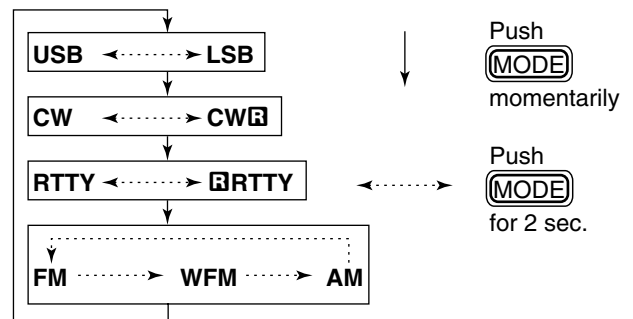 USB LSB
CW CWR
RTTY RRTTY
FM WFM AM
Push
MODE
momentarily
Push
MODE
for 2 sec.